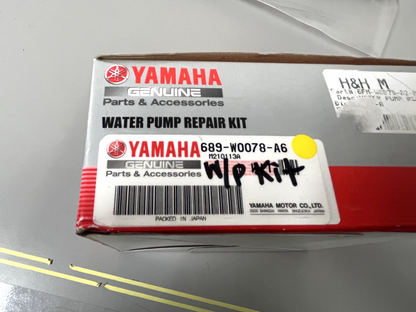 YAMAHA
GENUINE
Parts & Accessories
WATER PUMP REPAIR KIT
H&H M
YAMAHA 689-W0078-A6
GENUINE M210113A
Parts & Accessories
w/p Kit
PACKED IN JAPAN
YAMAHA MOTOR CO., LTD.